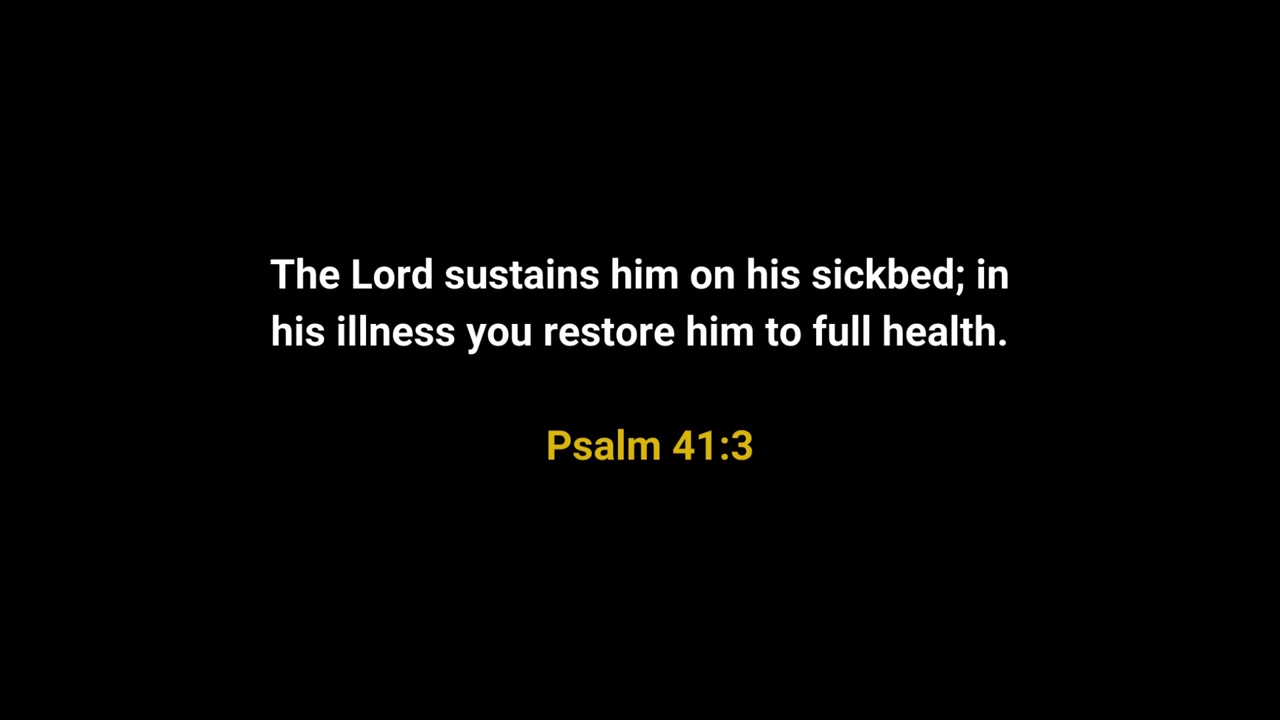 The Lord sustains him on his sickbed; in
his illness you restore him to full health.
Psalm 41:3